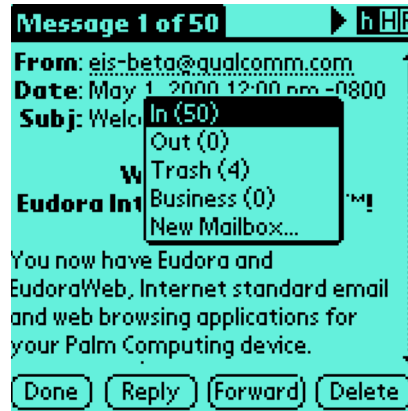 Message 1 of 50
From: eis-beta@qualcomm.com
Date: May 1, 2000 12:00 pm -0800
Subj:
In (50)
Out (0)
Trash (4)
Business (0)
New Mailbox...
Eudora
You now have Eudora and
EudoraWeb, Internet standard email
and web browsing applications for
your Palm Computing device.
Done Reply Forward Delete